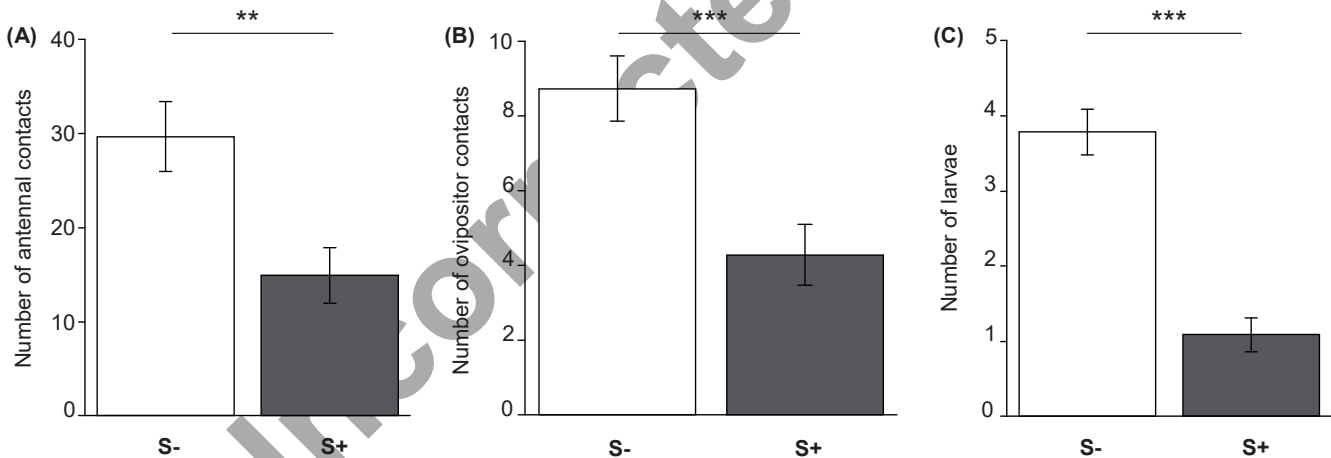 (A)
**
Number of antennal contacts
40
30
20
10
0
S-
S+
(B)
***
Number of ovipositor contacts
10
8
6
4
2
0
S-
S+
(C)
***
Number of larvae
5
4
3
2
1
0
S-
S+